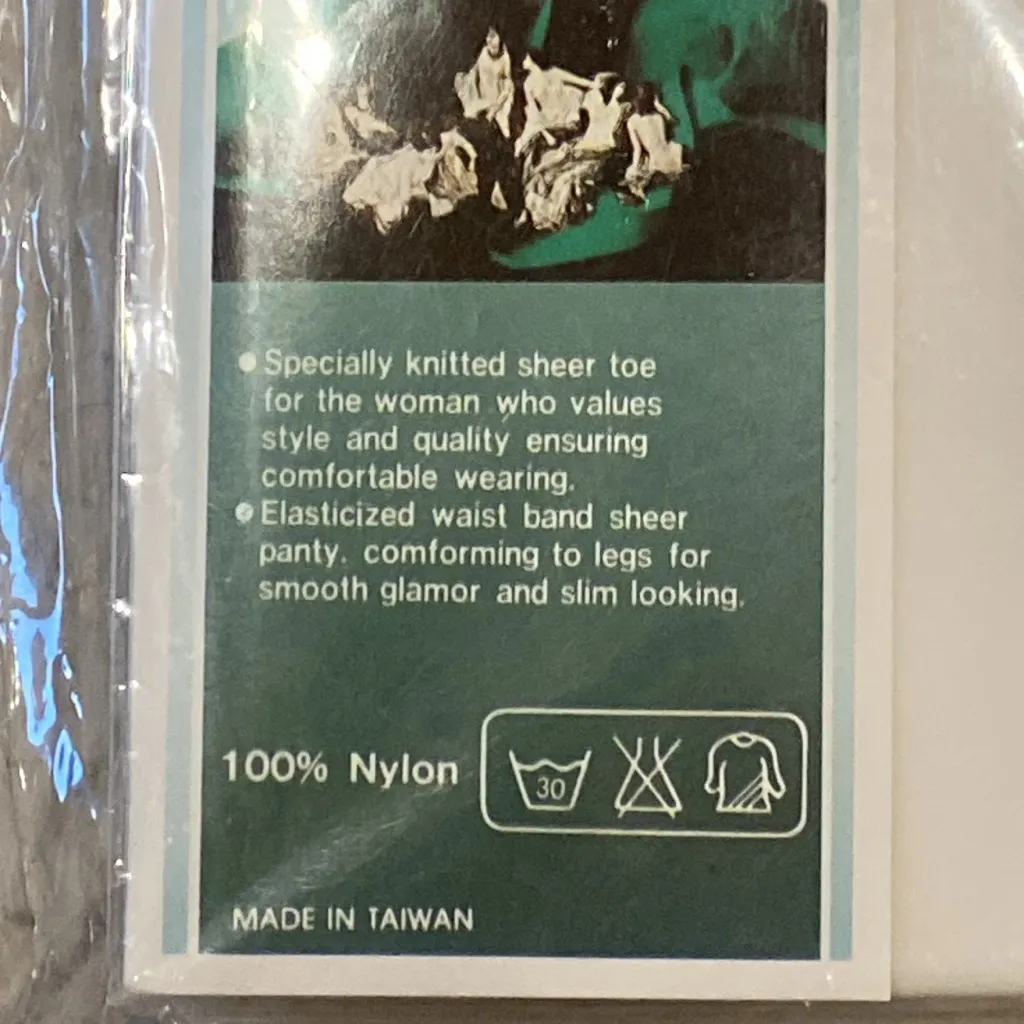 ● Specially knitted sheer toe
for the woman who values
style and quality ensuring
comfortable wearing.
● Elasticized waist band sheer
panty. comforming to legs for
smooth glamor and slim looking.
100% Nylon
30
MADE IN TAIWAN